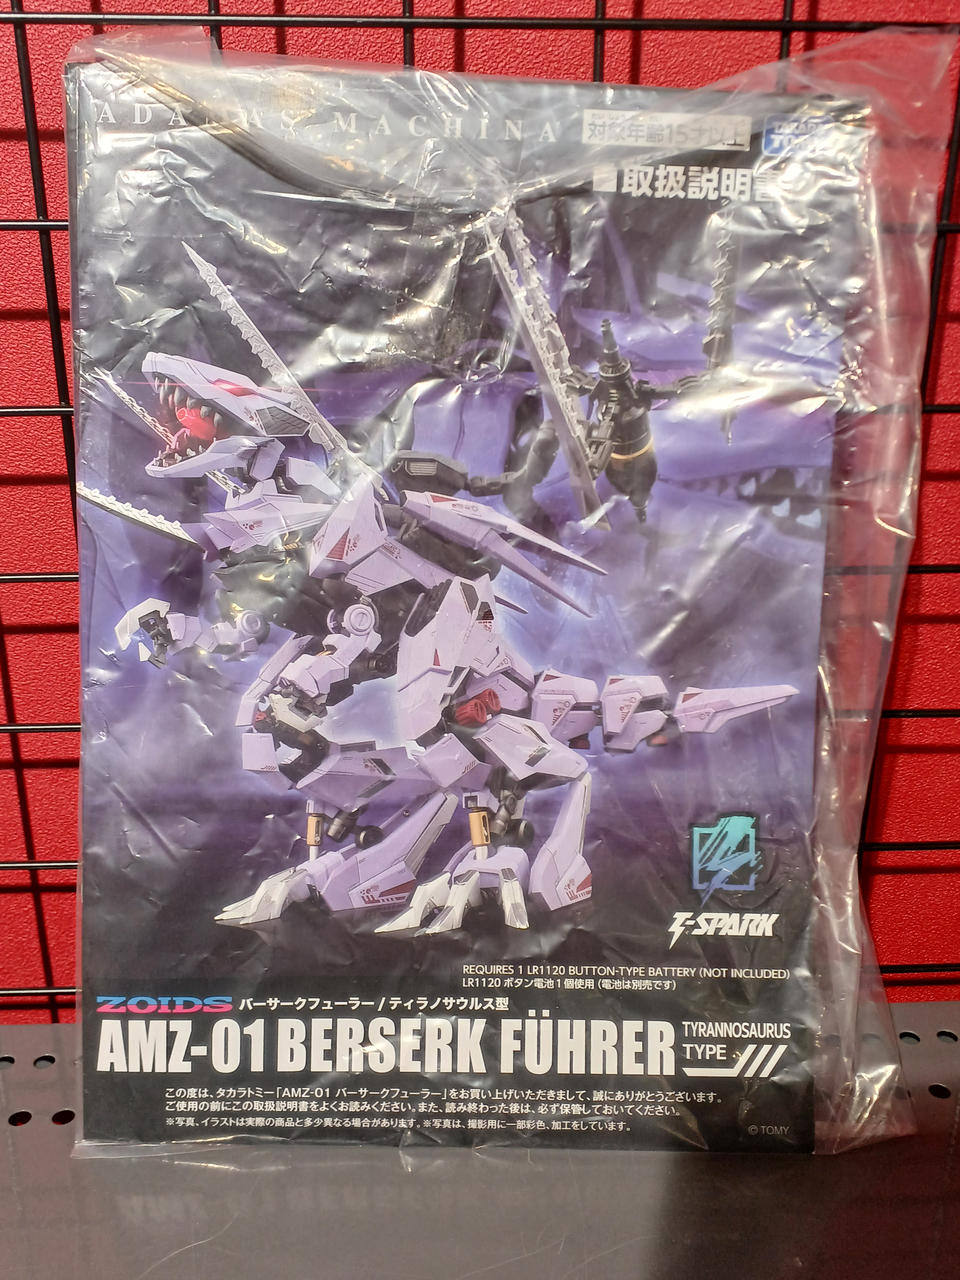 ADAMAS MACHINA
対象年齢15才以上
TAKARA TOMY
取扱説明書
T-SPARK
REQUIRES 1 LR1120 BUTTON-TYPE BATTERY (NOT INCLUDED)
LR1120 ボタン電池1個使用 (電池は別売です)
ZOIDS バーサークフューラー/ティラノサウルス型
AMZ-01 BERSERK FÜHRER TYRANNOSAURUS TYPE
この度は、タカラトミー「AMZ-01 バーサークフューラー」をお買い上げいただきまして、誠にありがとうございます。
ご使用の前にこの取扱説明書をよくお読みください。また、読み終わった後は、必ず保管しておいてください。
※写真、イラストは実際の商品と多少異なる場合があります。※写真は、撮影用に一部彩色、加工をしています。
© TOMY